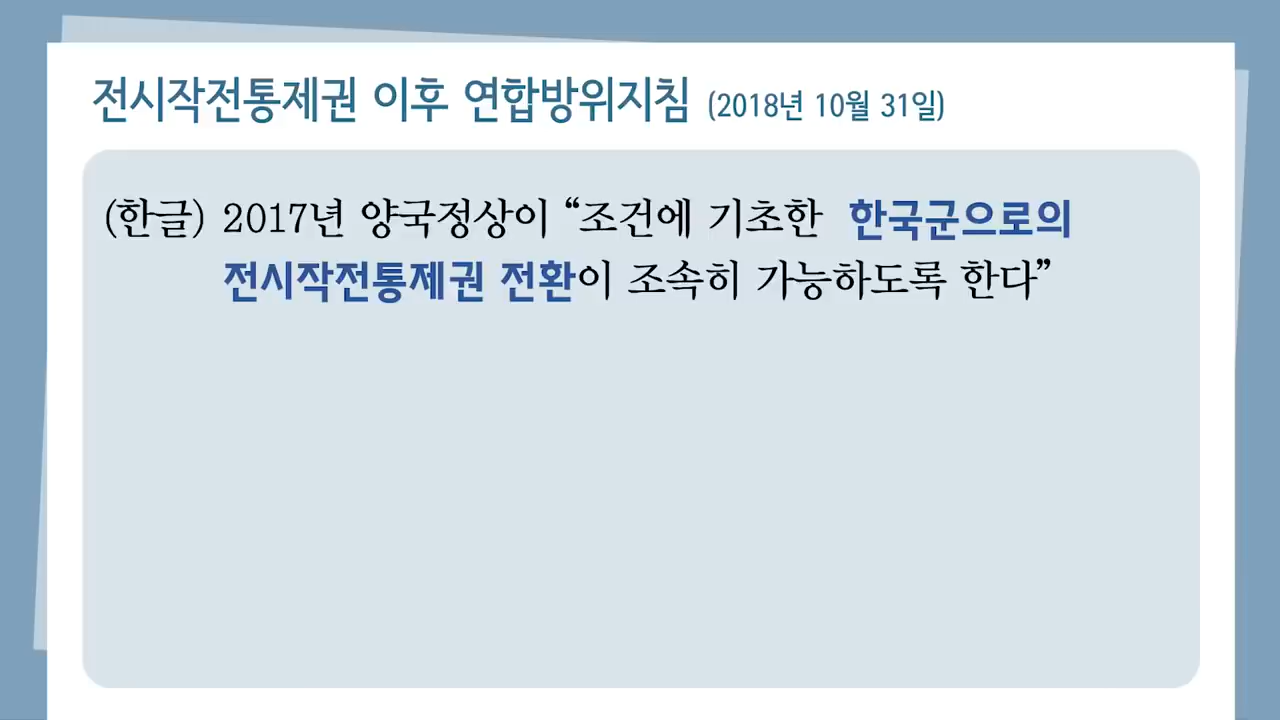 전시작전통제권 이후 연합방위지침 (2018년 10월 31일)
(한글) 2017년 양국정상이 “조건에 기초한 한국군으로의
전시작전통제권 전환이 조속히 가능하도록 한다”